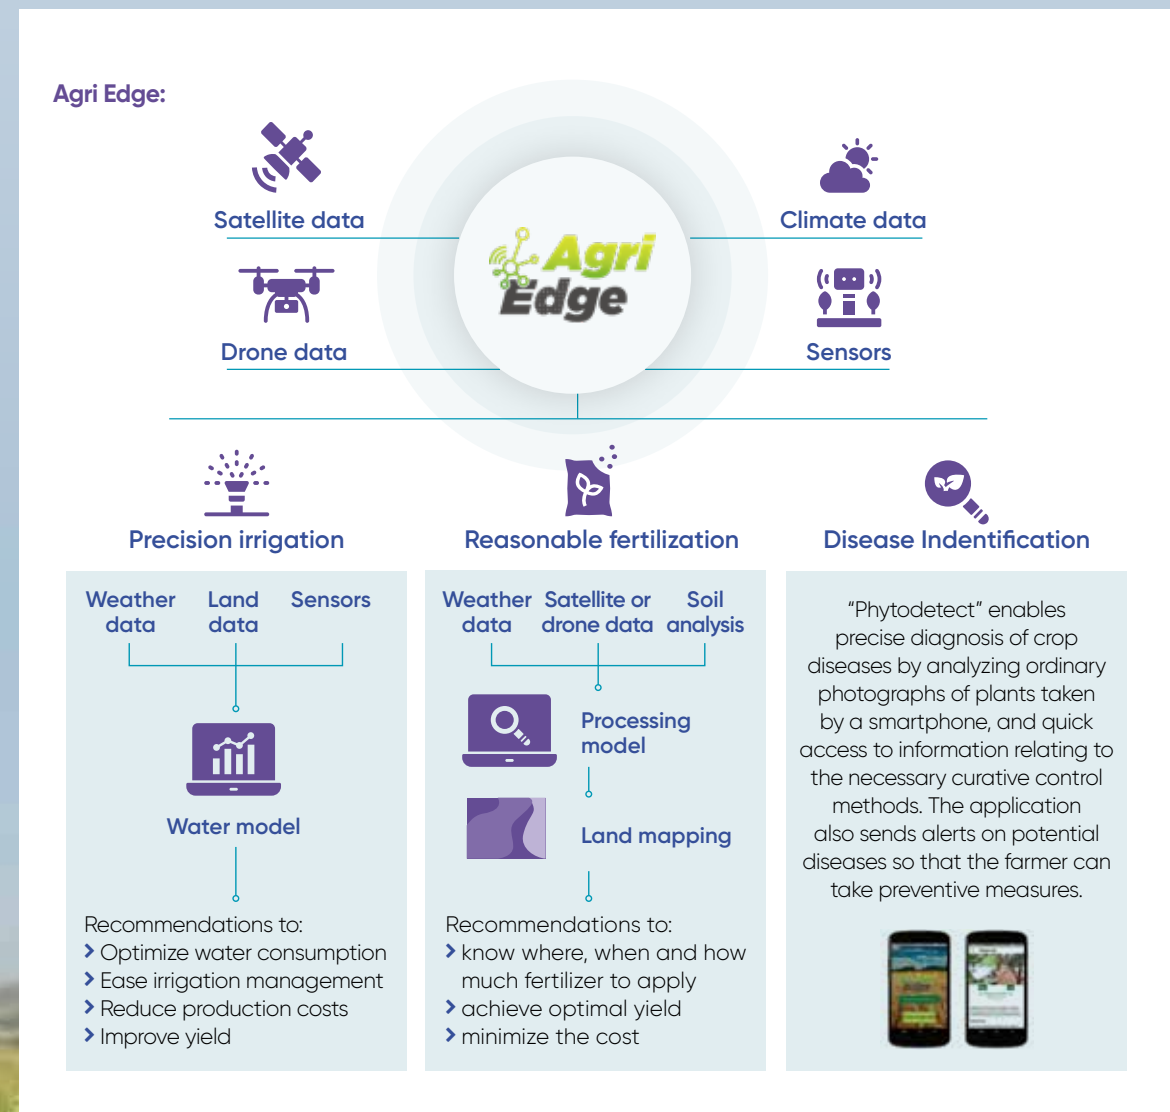 Agri Edge:
Satellite data
Climate data
Agri
Edge
Drone data
Sensors
Precision irrigation
Reasonable fertilization
Disease Indentification
Weather
data
Land
data
Sensors
Water model
Recommendations to:
Optimize water consumption
Ease irrigation management
Reduce production costs
Improve yield
Weather
data
Satellite or
drone data
Soil
analysis
Processing
model
Land mapping
Recommendations to:
know where, when and how
much fertilizer to apply
achieve optimal yield
minimize the cost
“Phytodetect” enables
precise diagnosis of crop
diseases by analyzing ordinary
photographs of plants taken
by a smartphone, and quick
access to information relating to
the necessary curative control
methods. The application
also sends alerts on potential
diseases so that the farmer can
take preventive measures.